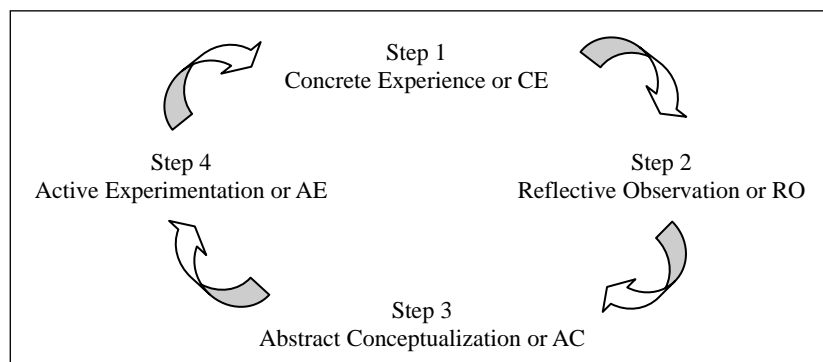 Step 1
Concrete Experience or CE
Step 2
Reflective Observation or RO
Step 3
Abstract Conceptualization or AC
Step 4
Active Experimentation or AE